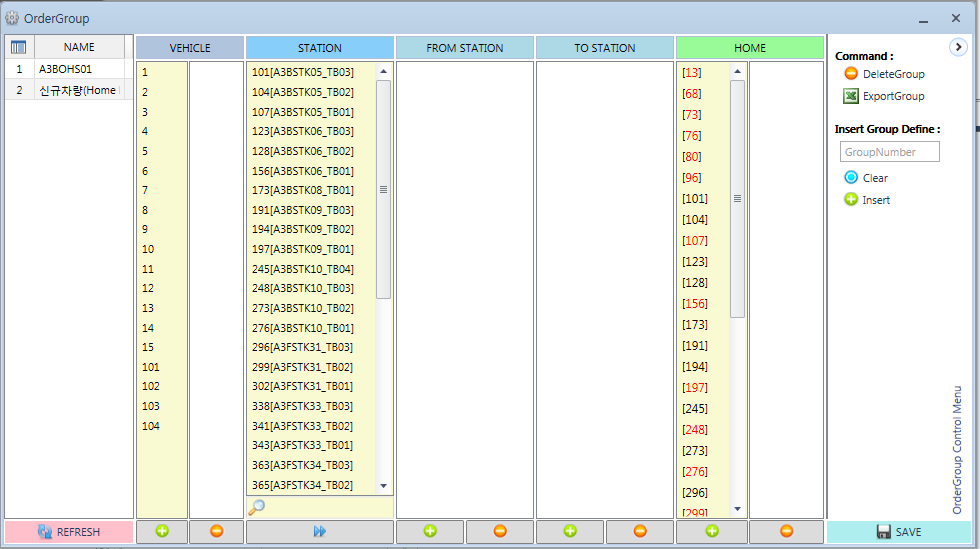 OrderGroup
NAME
1 A3BOHS01
2 신규차량(Home
VEHICLE
1
2
3
4
5
6
7
8
9
10
11
12
13
14
15
101
102
103
104
STATION
101[A3BSTK05_TB03]
104[A3BSTK05_TB02]
107[A3BSTK05_TB01]
123[A3BSTK06_TB03]
128[A3BSTK06_TB02]
156[A3BSTK06_TB01]
173[A3BSTK08_TB01]
191[A3BSTK09_TB03]
194[A3BSTK09_TB02]
197[A3BSTK09_TB01]
245[A3BSTK10_TB04]
248[A3BSTK10_TB03]
273[A3BSTK10_TB02]
276[A3BSTK10_TB01]
296[A3FSTK31_TB03]
299[A3FSTK31_TB02]
302[A3FSTK31_TB01]
338[A3FSTK33_TB03]
341[A3FSTK33_TB02]
343[A3FSTK33_TB01]
363[A3FSTK34_TB03]
365[A3FSTK34_TB02]
FROM STATION
TO STATION
HOME
[13]
[68]
[73]
[76]
[80]
[96]
[101]
[104]
[107]
[123]
[128]
[156]
[173]
[191]
[194]
[197]
[245]
[248]
[273]
[276]
[296]
[299]
Command :
DeleteGroup
ExportGroup
Insert Group Define :
GroupNumber
Clear
Insert
OrderGroup Control Menu
REFRESH
SAVE